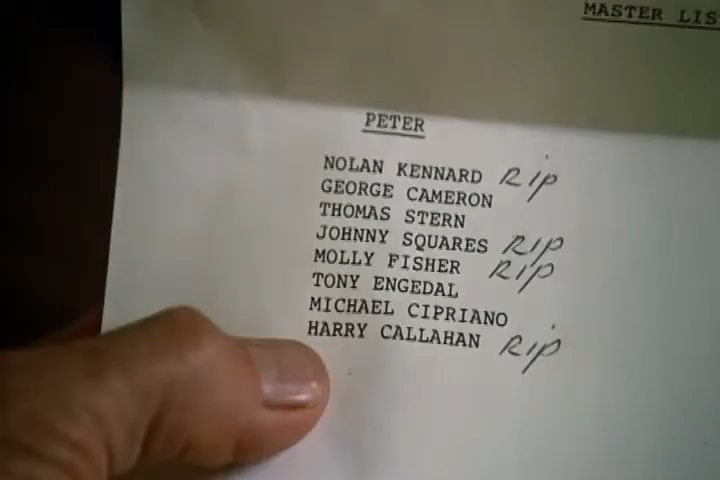 MASTER LIS
PETER
NOLAN KENNARD RIP
GEORGE CAMERON
THOMAS STERN
JOHNNY SQUARES RIP
MOLLY FISHER RIP
TONY ENGEDAL
MICHAEL CIPRIANO
HARRY CALLAHAN RIP